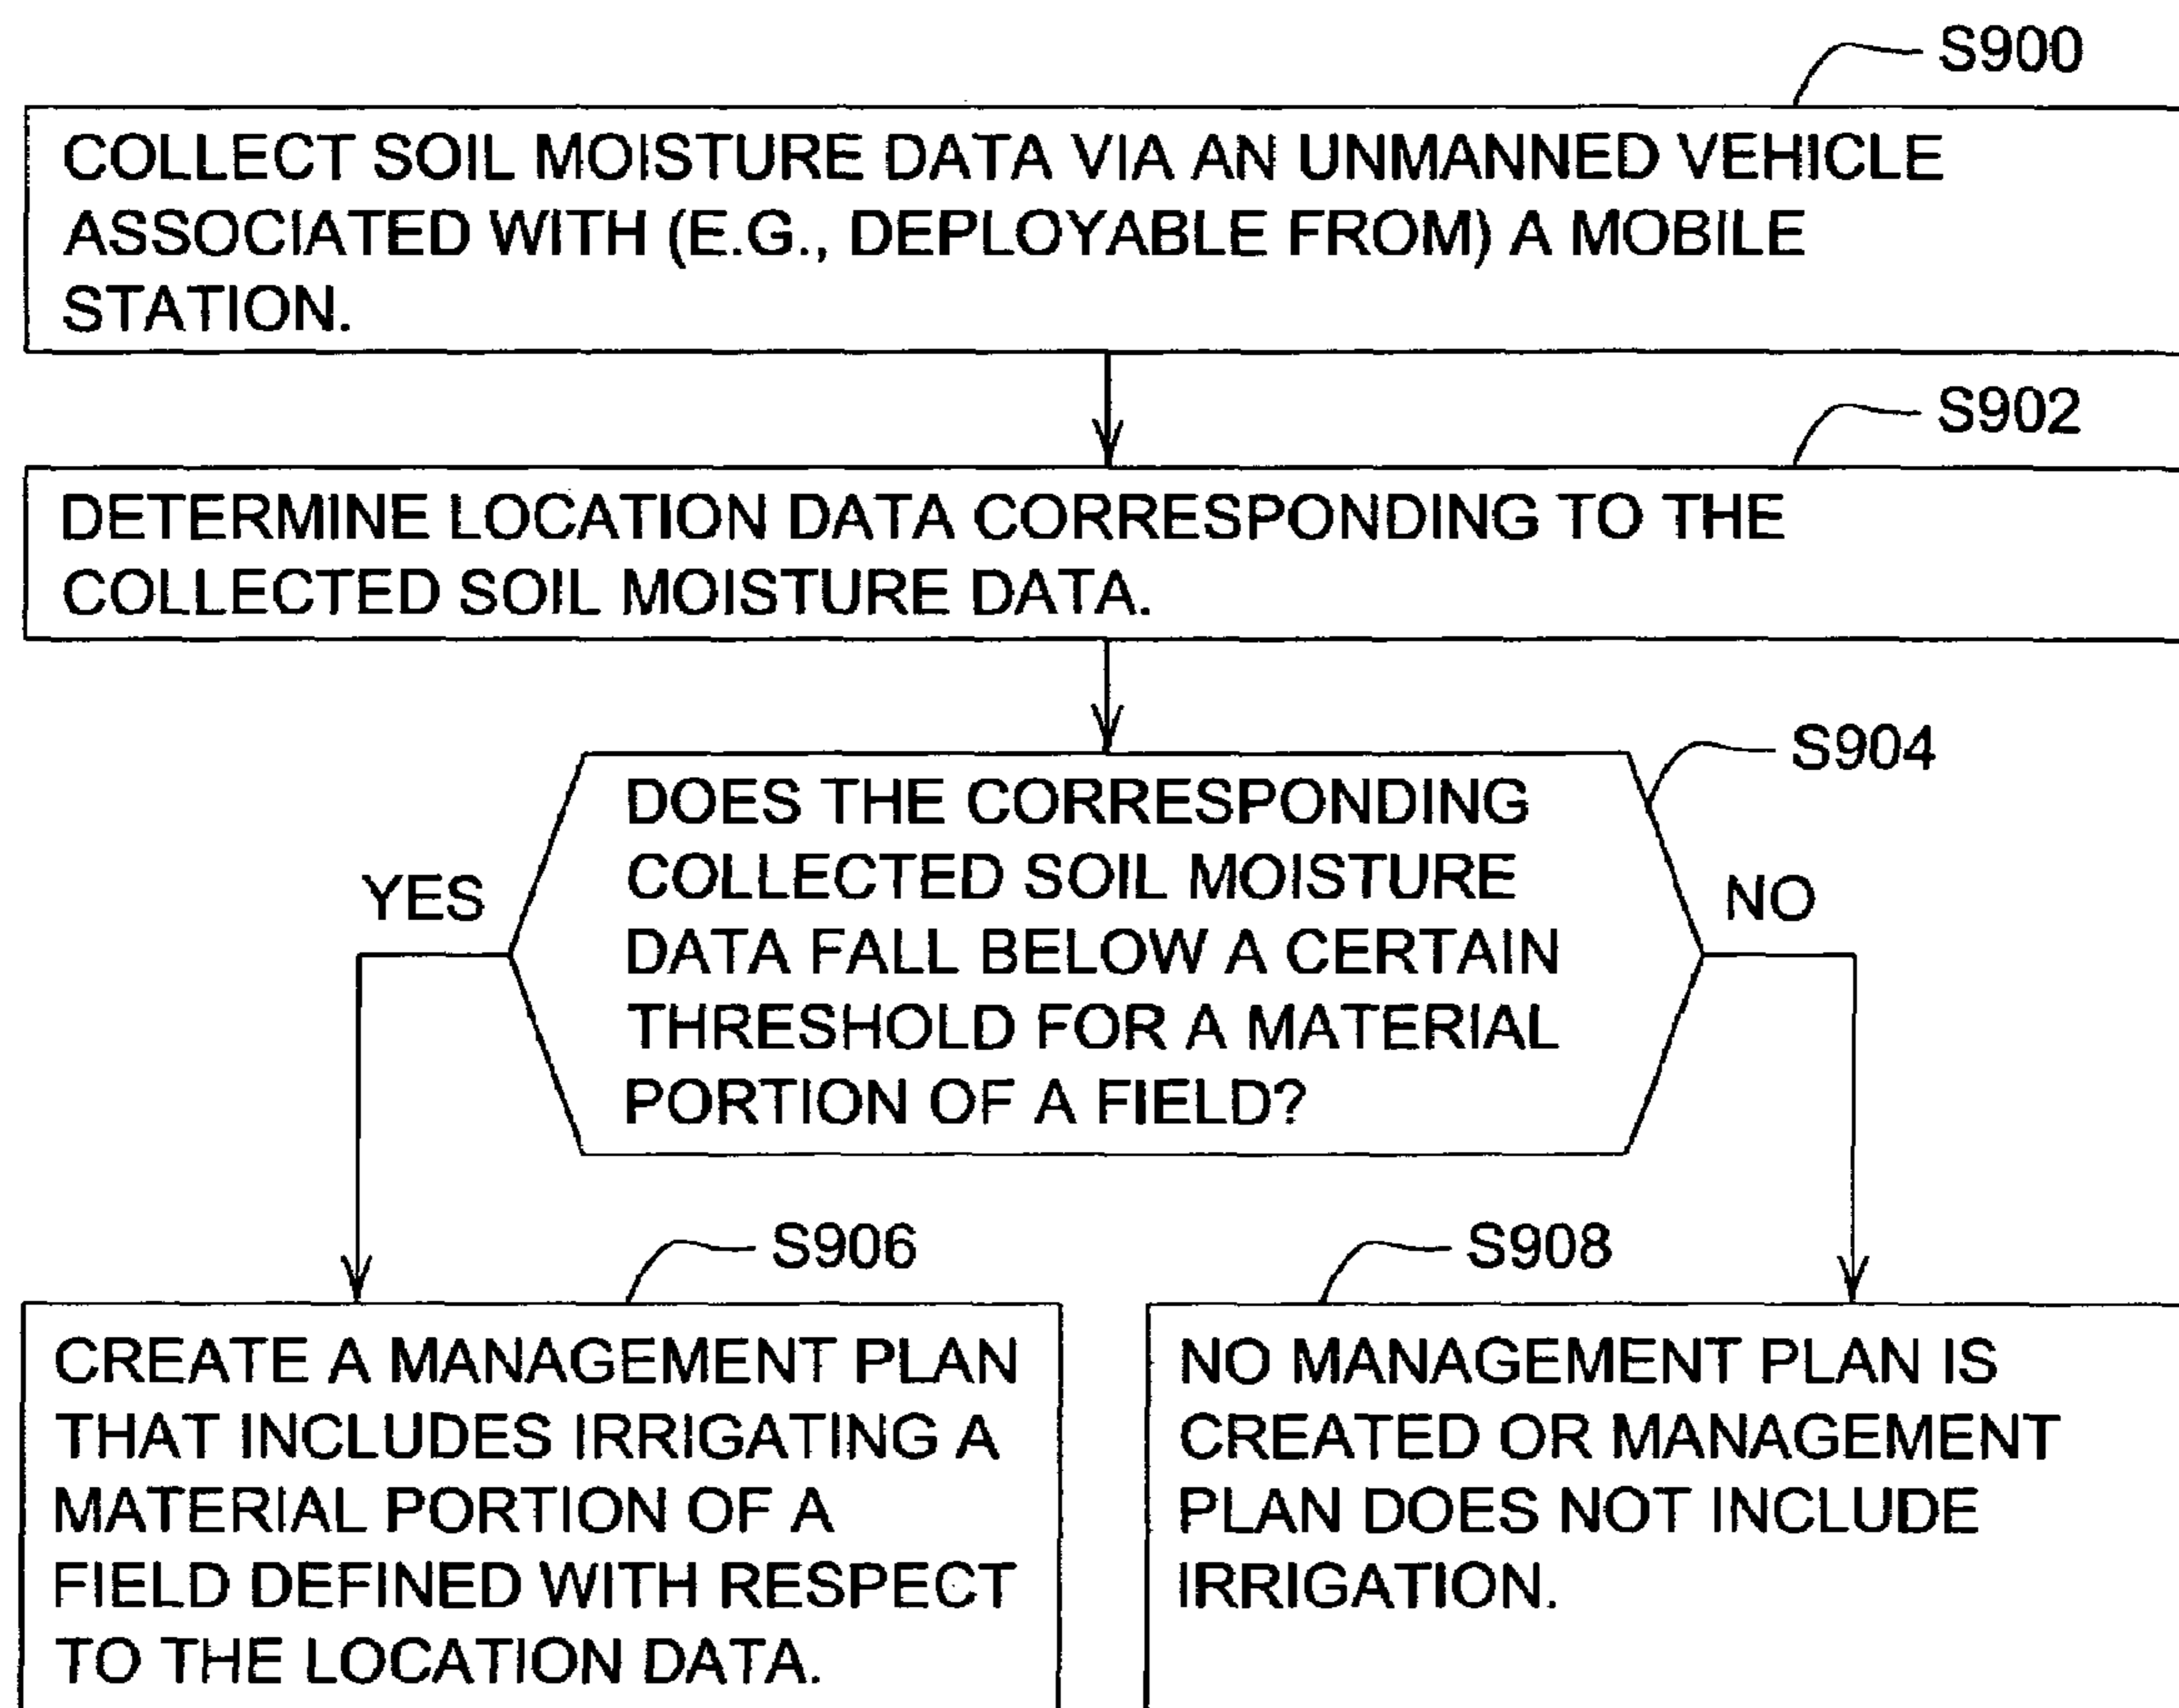 S900
COLLECT SOIL MOISTURE DATA VIA AN UNMANNED VEHICLE
ASSOCIATED WITH (E.G., DEPLOYABLE FROM) A MOBILE
STATION.
S902
DETERMINE LOCATION DATA CORRESPONDING TO THE
COLLECTED SOIL MOISTURE DATA.
S904
DOES THE CORRESPONDING
COLLECTED SOIL MOISTURE
DATA FALL BELOW A CERTAIN
THRESHOLD FOR A MATERIAL
PORTION OF A FIELD?
YES
NO
S906
CREATE A MANAGEMENT PLAN
THAT INCLUDES IRRIGATING A
MATERIAL PORTION OF A
FIELD DEFINED WITH RESPECT
TO THE LOCATION DATA.
S908
NO MANAGEMENT PLAN IS
CREATED OR MANAGEMENT
PLAN DOES NOT INCLUDE
IRRIGATION.